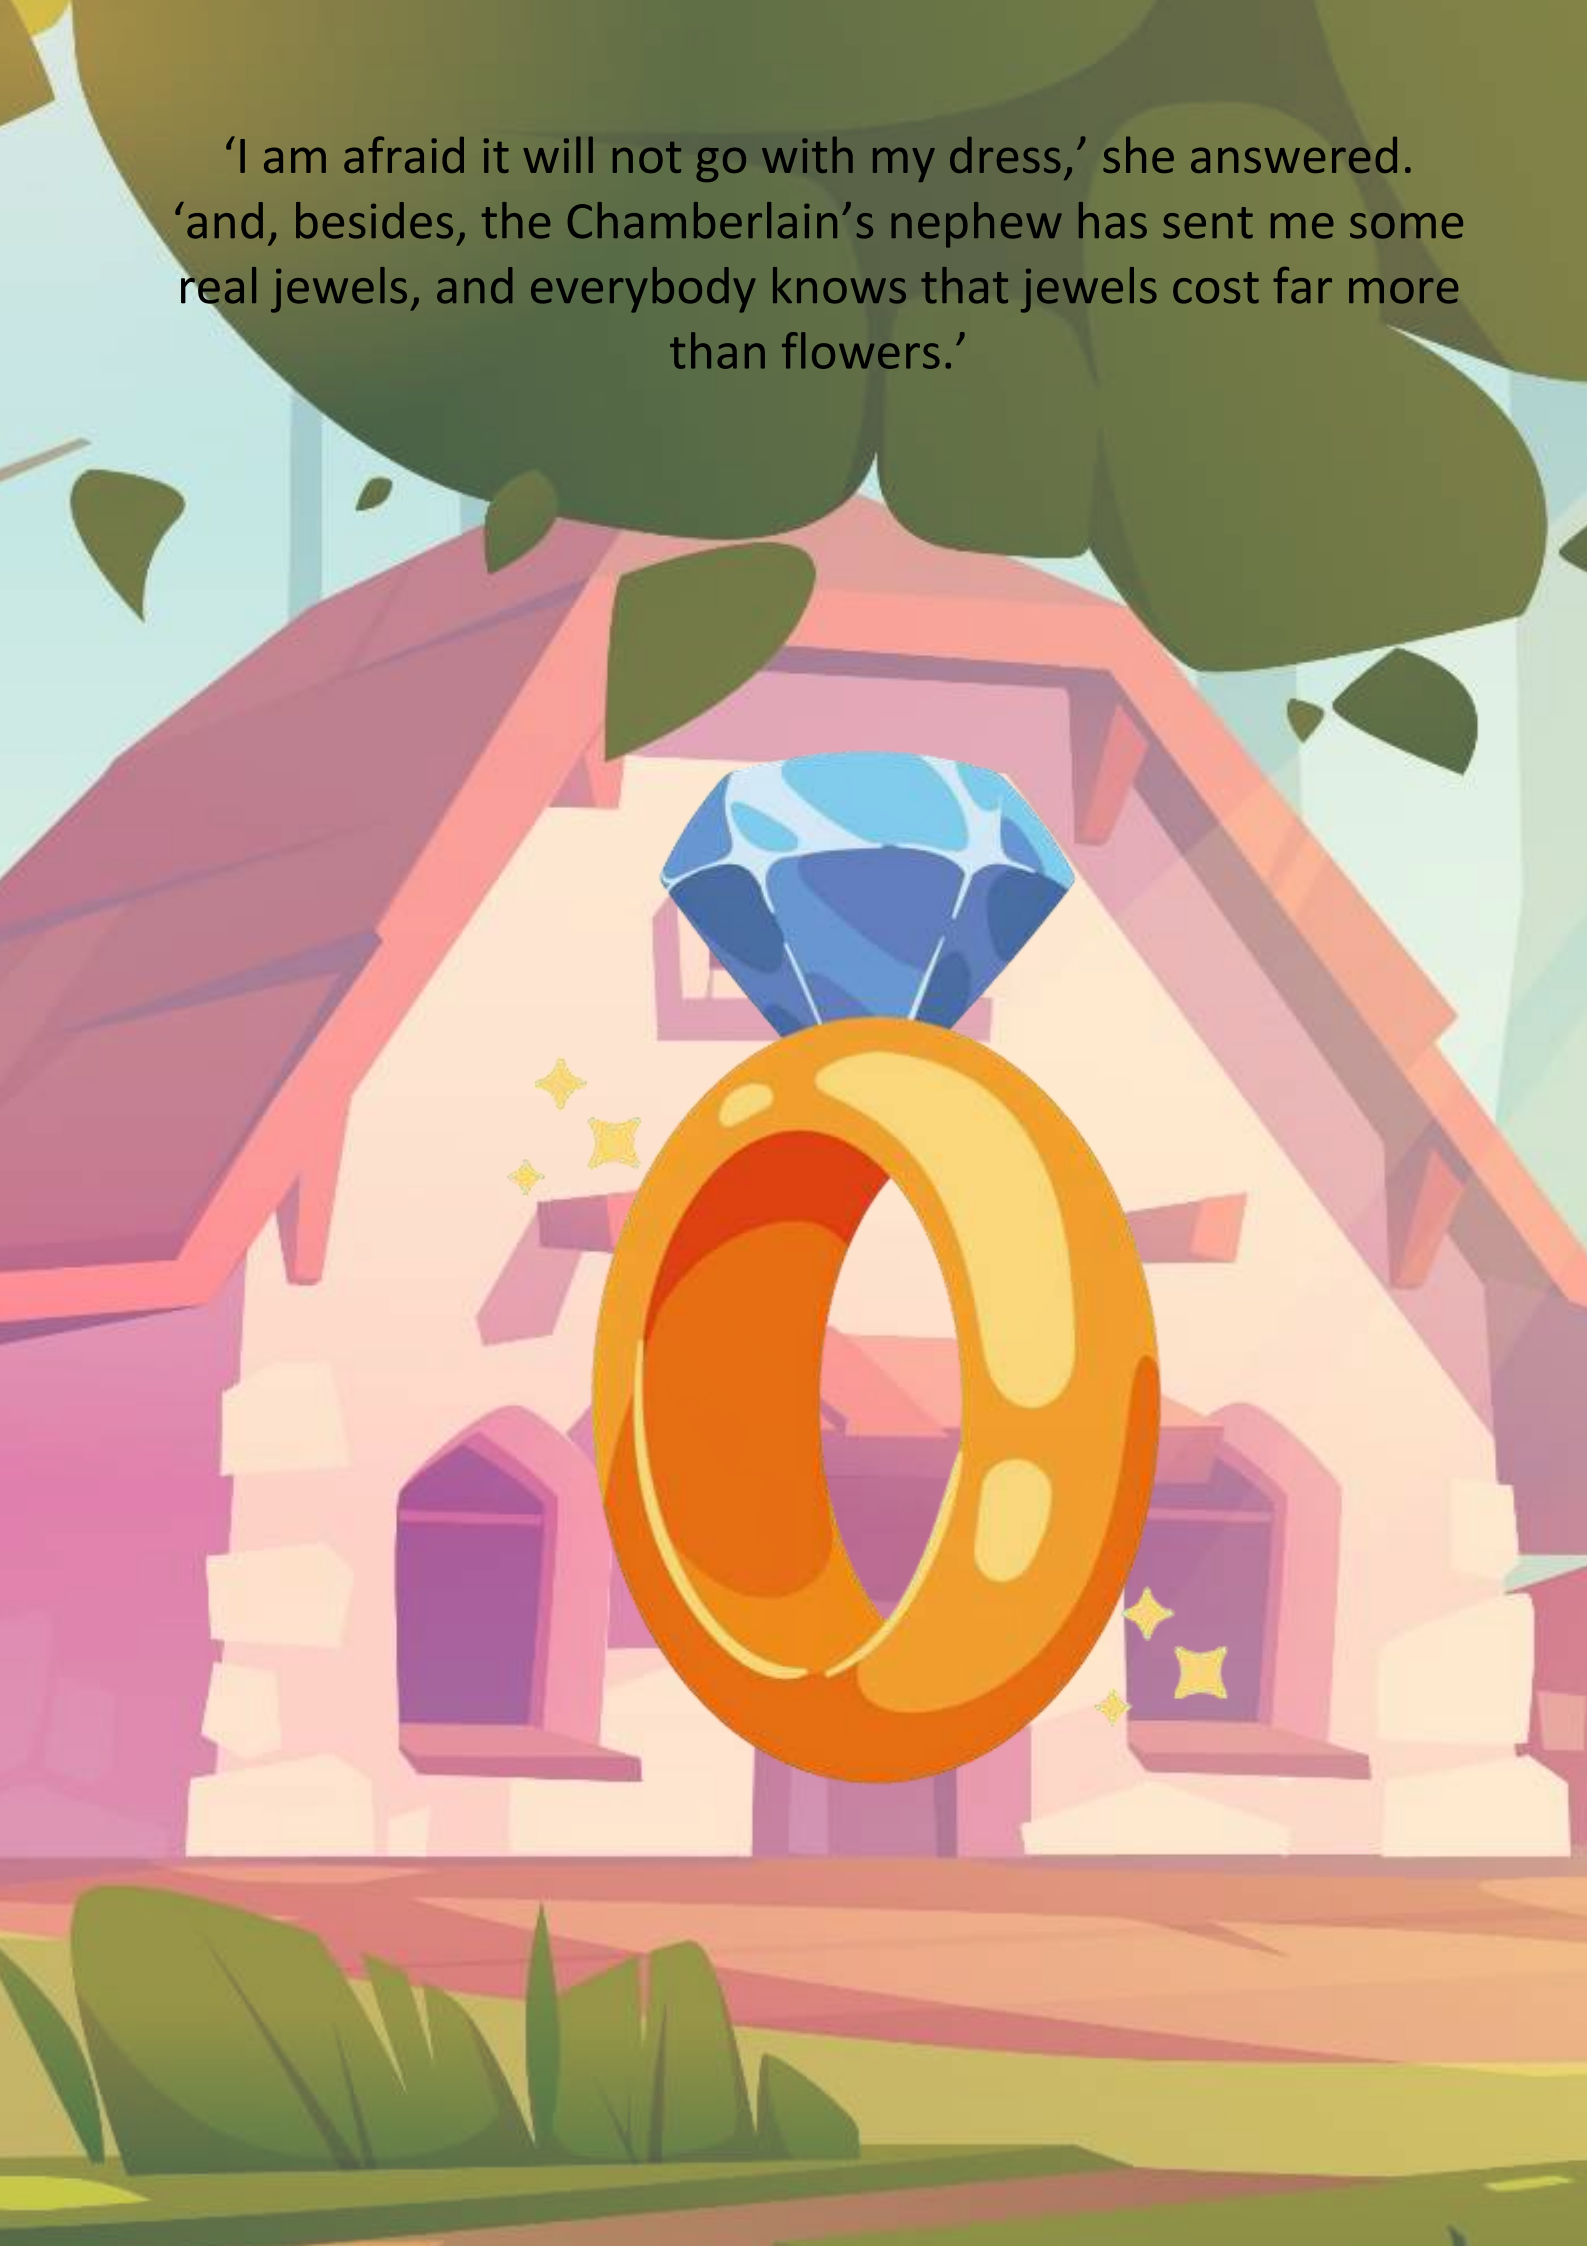 ‘I am afraid it will not go with my dress,’ she answered.
‘and, besides, the Chamberlain’s nephew has sent me some
real jewels, and everybody knows that jewels cost far more
than flowers.’